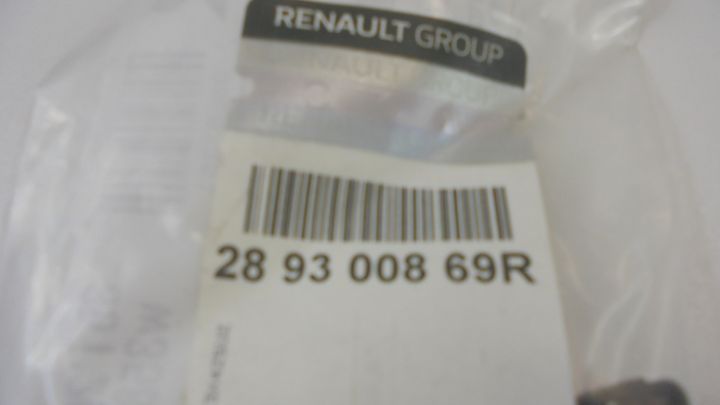 RENAULT GROUP
28 93 008 69R